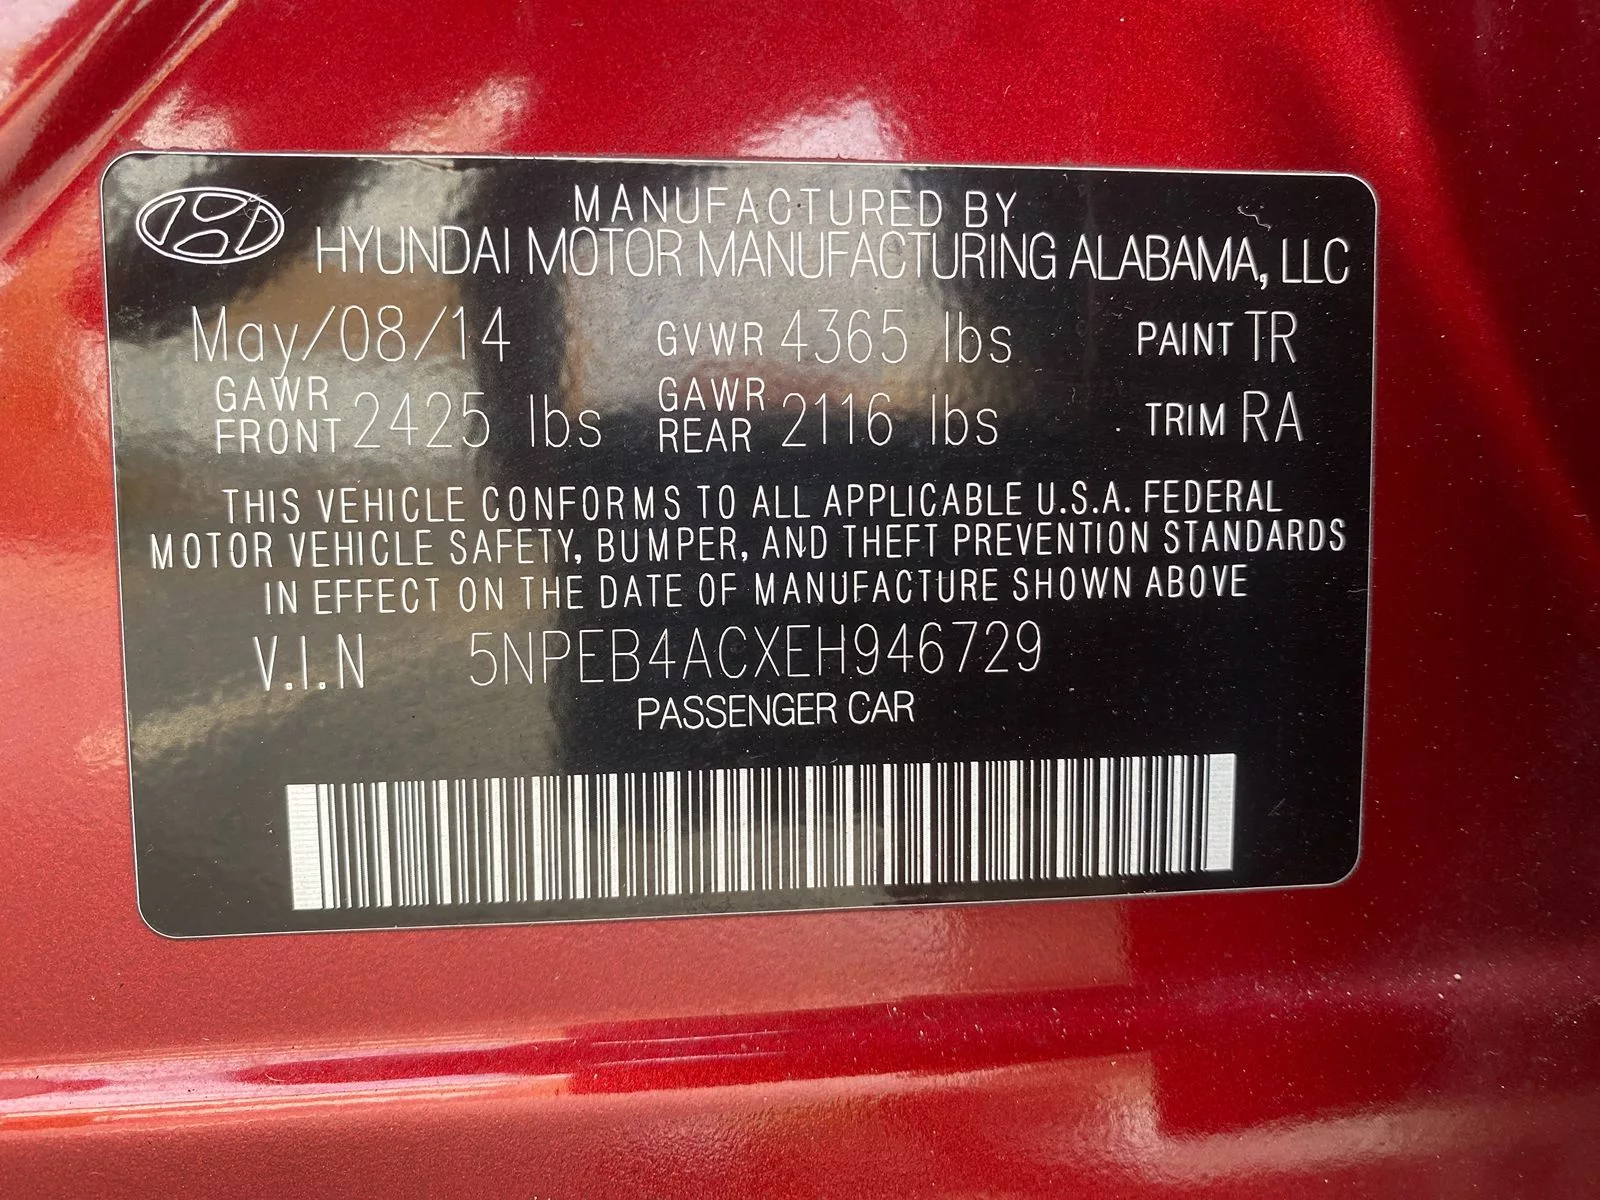 MANUFACTURED BY
HYUNDAI MOTOR MANUFACTURING ALABAMA, LLC
May/08/14 GVWR 4365 lbs PAINT TR
GAWR FRONT 2425 lbs GAWR REAR 2116 lbs TRIM RA
THIS VEHICLE CONFORMS TO ALL APPLICABLE U.S.A. FEDERAL
MOTOR VEHICLE SAFETY, BUMPER, AND THEFT PREVENTION STANDARDS
IN EFFECT ON THE DATE OF MANUFACTURE SHOWN ABOVE
V.I.N 5NPEB4ACXEH946729
PASSENGER CAR